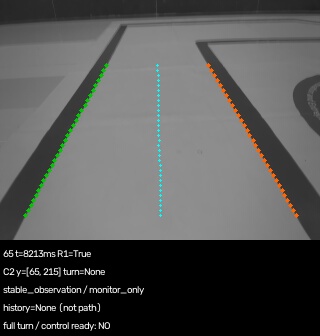 65 t=8213ms R1=True
C2 y=[65, 215] turn=None
stable_observation / monitor_only
history=None (not path)
full turn / control ready: NO